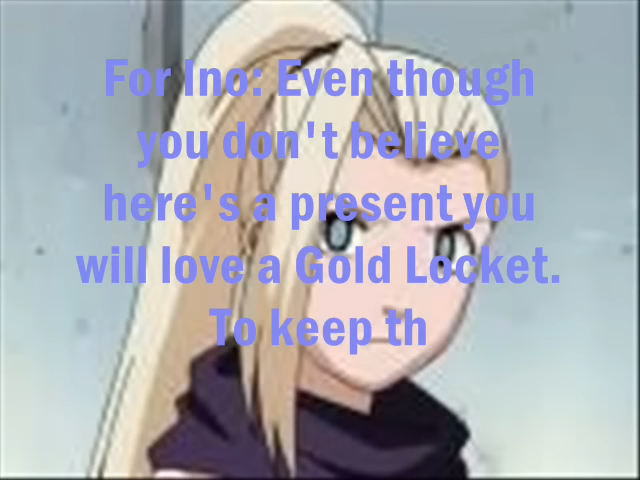 For Ino: Even though
you don't believe
here's a present you
will love a Gold Locket.
To keep th